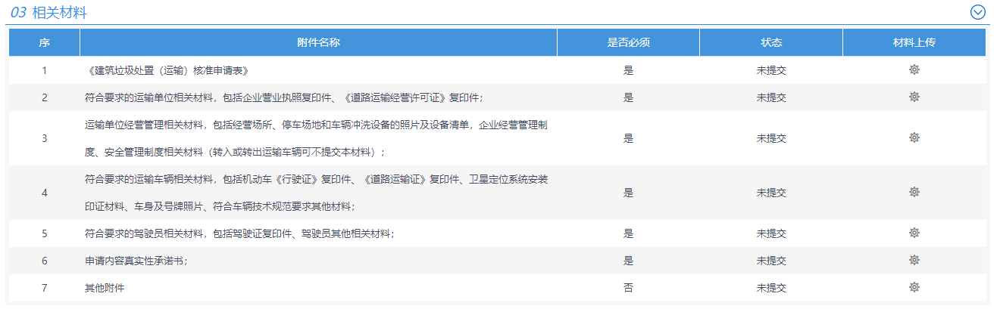 03 相关材料
序 附件名称 是否必须 状态 材料上传
1 《建筑垃圾处置（运输）核准申请表》 是 未提交
2 符合要求的运输单位相关材料，包括企业营业执照复印件、《道路运输经营许可证》复印件； 是 未提交
运输单位经营管理相关材料，包括经营场所、停车场地和车辆冲洗设备的照片及设备清单，企业经营管理制
3 是 未提交
度、安全管理制度相关材料（转入或转出运输车辆可不提交本材料）；
符合要求的运输车辆相关材料，包括机动车《行驶证》复印件、《道路运输证》复印件、卫星定位系统安装
4 是 未提交
印证材料、车身及号牌照片、符合车辆技术规范要求其他材料；
5 符合要求的驾驶员相关材料，包括驾驶证复印件、驾驶员其他相关材料； 是 未提交
6 申请内容真实性承诺书； 是 未提交
7 其他附件 否 未提交